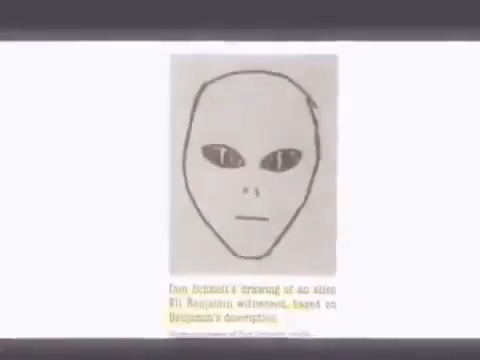 Don Schmitt's drawing of an alien
Eli Benjamin witnessed, based on
Benjamin's description.